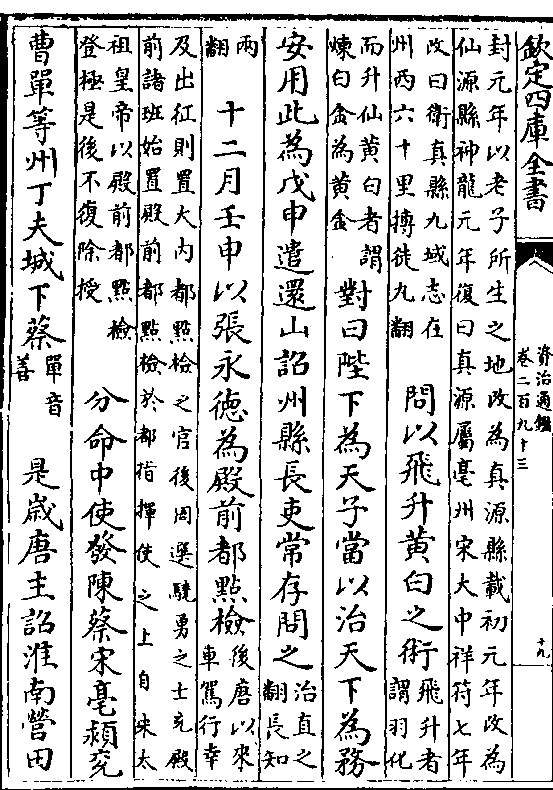 欽定四庫全書
資治通鑑
卷二百九十三
十九
封元年以老子所生之地改為真源縣載初元年改為
仙源縣神龍元年復曰真源屬亳州宋大中祥符七年
改曰衛真縣九域志在
州西六十里搏徒九翻
問以飛升黄白之術
飛升者
謂羽化
而升仙黄白者謂
煉白金為黄金
對曰陛下為天子當以治天下為務
安用此為戊申遣還山詔州縣長吏常存問之
治直之
翻長知
兩
翻
十二月壬申以張永德為殿前都點檢
後唐以來
車駕行幸
及出征則置大内都點檢之官後周選驍勇之士充殿
前諸班始置殿前都點檢於都指揮使之上自宋太
祖皇帝以殿前都點檢
登極是後不復除授
分命中使發陳蔡宋亳潁兖
曹單等州丁夫城下蔡
單音
善
是歲唐主詔淮南營田